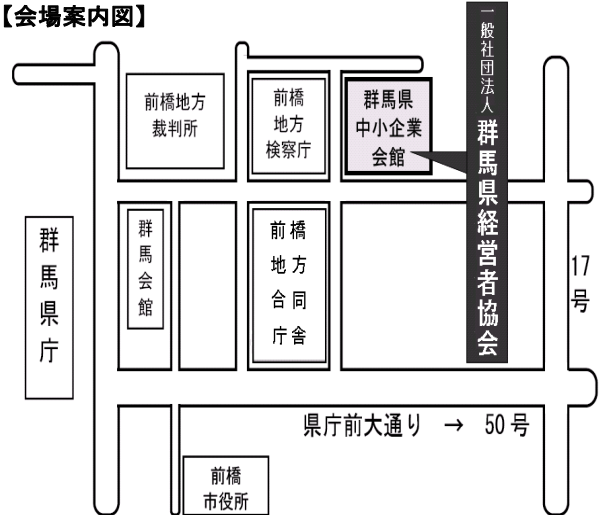 【会場案内図】
前橋地方
裁判所
前橋
地方
検察庁
群馬県
中小企業
会館
一般社団法人 群馬県経営者協会
群馬県庁
群馬会館
前橋
地方
合同
庁舎
17
号
県庁前大通り → 50号
前橋
市役所